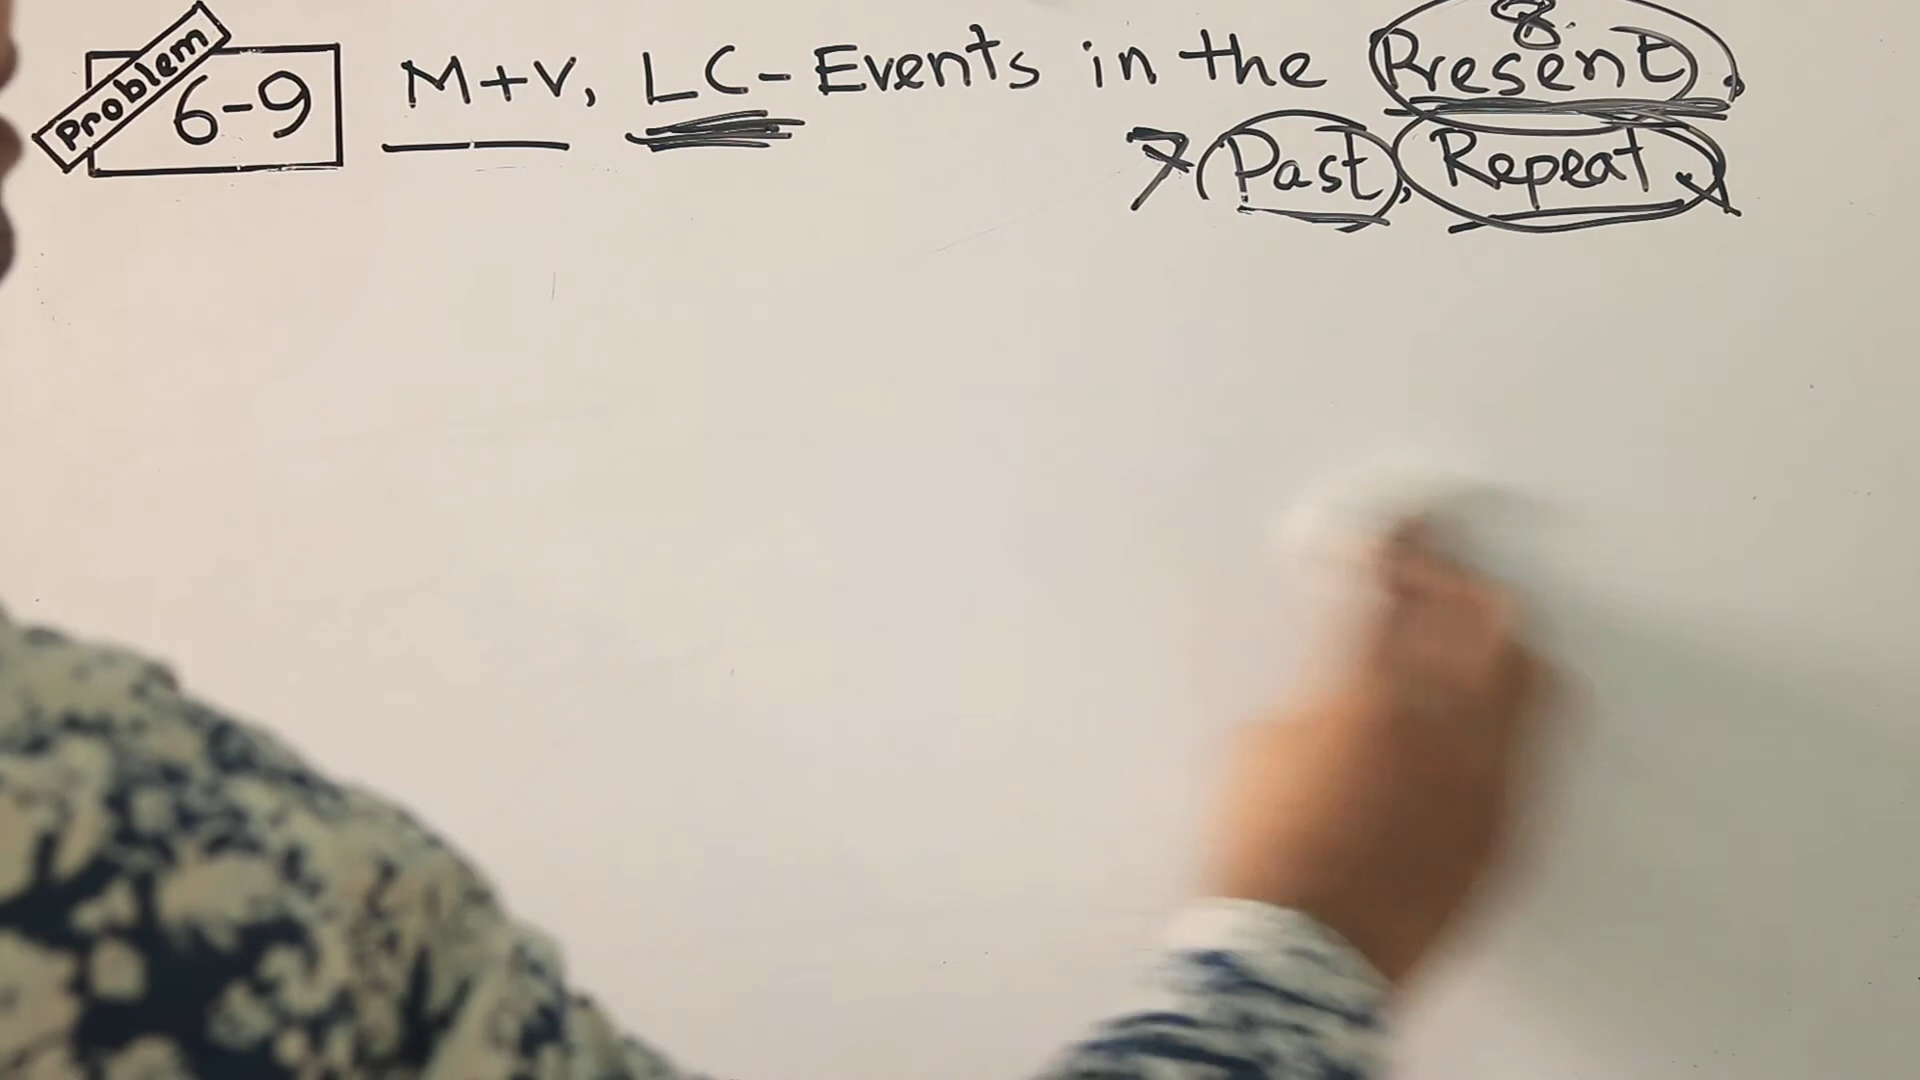 Problem
6-9
M+V, LC- Events in the Present.
8.
7 Past, Repeat.